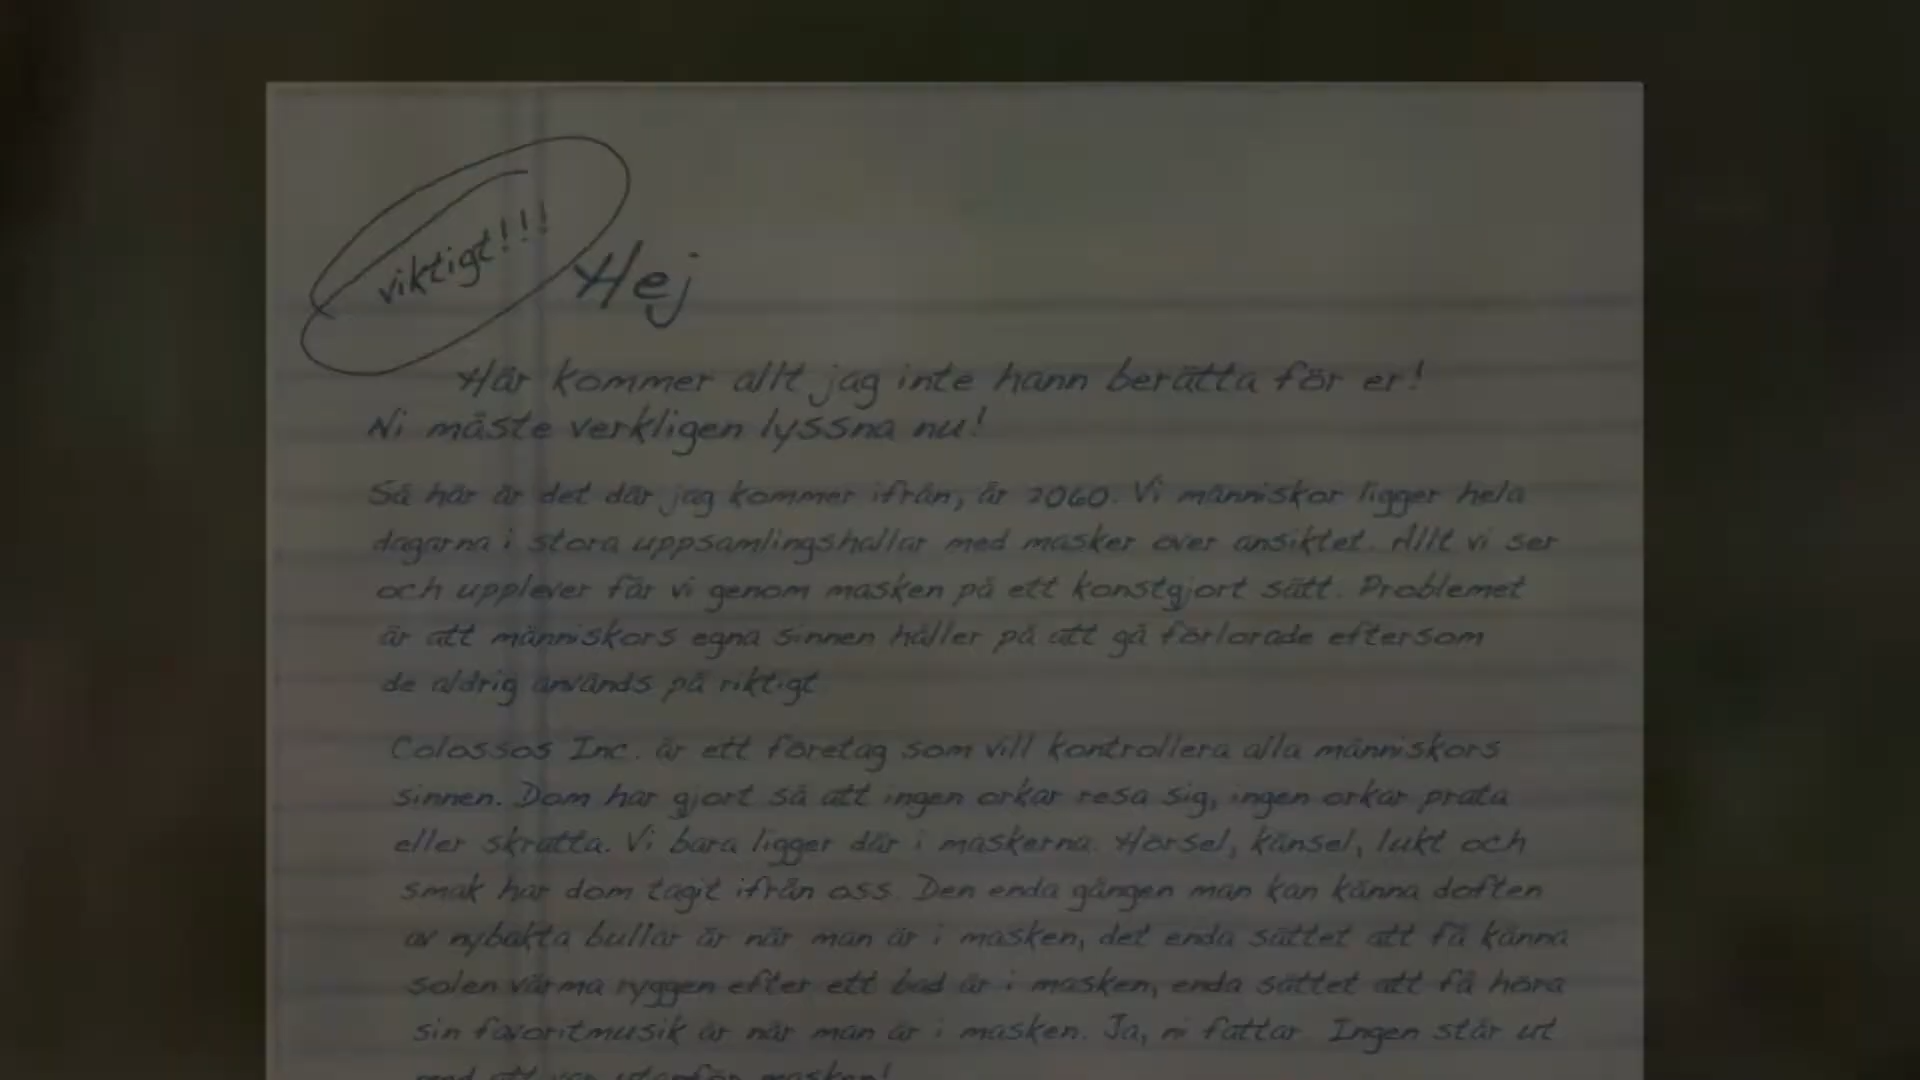 viktigt!!!
Hej
Här kommer allt jag inte hann berätta för er!
Ni måste verkligen lyssna nu!
Så här är det där jag kommer ifrån, år 2060. Vi människor ligger hela
dagarna i stora uppsamlingshallar med masker över ansiktet. Allt vi ser
och upplever får vi genom masken på ett konstgjort sätt. Problemet
är att människors egna sinnen håller på att gå förlorade eftersom
de aldrig används på riktigt
Colossos Inc. är ett företag som vill kontrollera alla människors
sinnen. Dom har gjort så att ingen orkar resa sig, ingen orkar prata
eller skratta. Vi bara ligger där i maskerna. Hörsel, känsel, lukt och
smak har dom tagit ifrån oss. Den enda gången man kan känna doften
av nybakta bullar är när man är i masken, det enda sättet att få känna
solen värma ryggen efter ett bad är i masken, enda sättet att få höra
sin favoritmusik är när man är i masken. Ja, ni fattar. Ingen står ut
med att van utanför masken!